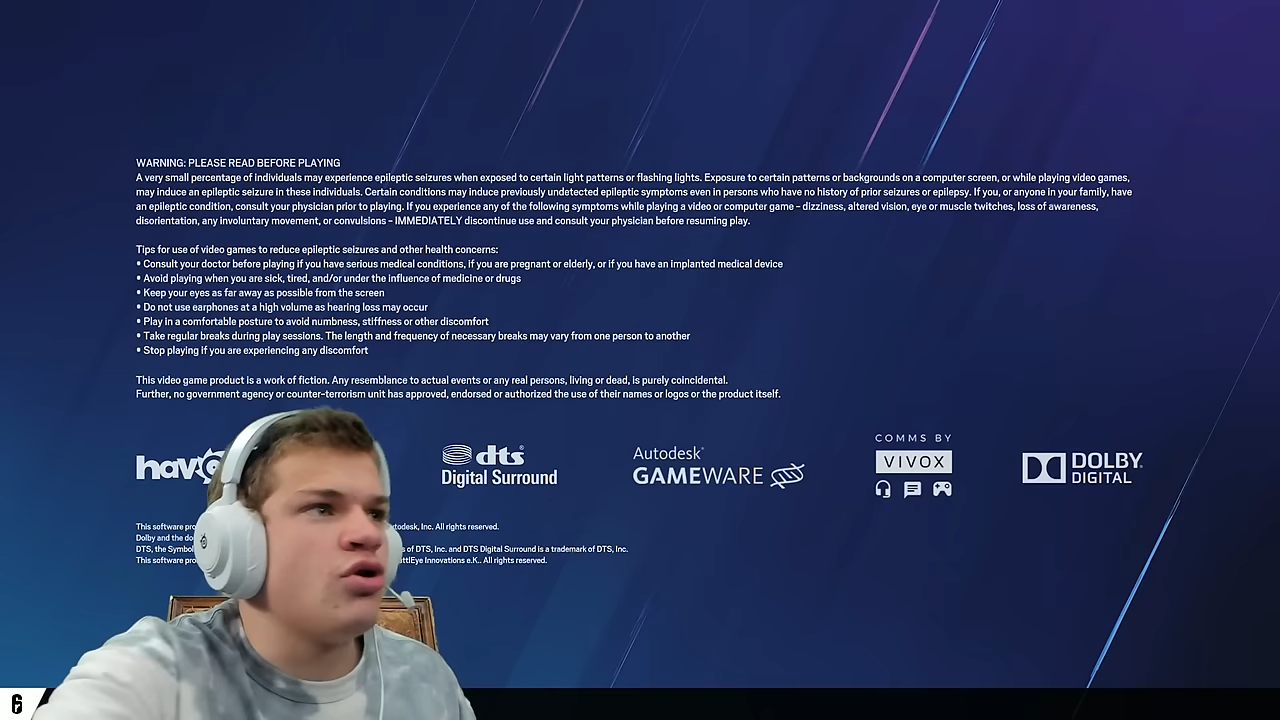 WARNING: PLEASE READ BEFORE PLAYING
A very small percentage of individuals may experience epileptic seizures when exposed to certain light patterns or flashing lights. Exposure to certain patterns or backgrounds on a computer screen, or while playing video games,
may induce an epileptic seizure in these individuals. Certain conditions may induce previously undetected epileptic symptoms even in persons who have no history of prior seizures or epilepsy. If you, or anyone in your family, have
an epileptic condition, consult your physician prior to playing. If you experience any of the following symptoms while playing a video or computer game - dizziness, altered vision, eye or muscle twitches, loss of awareness,
disorientation, any involuntary movement, or convulsions - IMMEDIATELY discontinue use and consult your physician before resuming play.
Tips for use of video games to reduce epileptic seizures and other health concerns:
• Consult your doctor before playing if you have serious medical conditions, if you are pregnant or elderly, or if you have an implanted medical device
• Avoid playing when you are sick, tired, and/or under the influence of medicine or drugs
• Keep your eyes as far away as possible from the screen
• Do not use earphones at a high volume as hearing loss may occur
• Play in a comfortable posture to avoid numbness, stiffness or other discomfort
• Take regular breaks during play sessions. The length and frequency of necessary breaks may vary from one person to another
• Stop playing if you are experiencing any discomfort
This video game product is a work of fiction. Any resemblance to actual events or any real persons, living or dead, is purely coincidental.
Further, no government agency or counter-terrorism unit has approved, endorsed or authorized the use of their names or logos or the product itself.
dts
Digital Surround
Autodesk®
GAMEWARE
COMMS BY
VIVOX
DOLBY
DIGITAL
This software Inc. All rights reserved.
Dolby and the
DTS, the of DTS, Inc. and DTS Digital Surround is a trademark of DTS, Inc.
This software Innovations e.K.. All rights reserved.
6